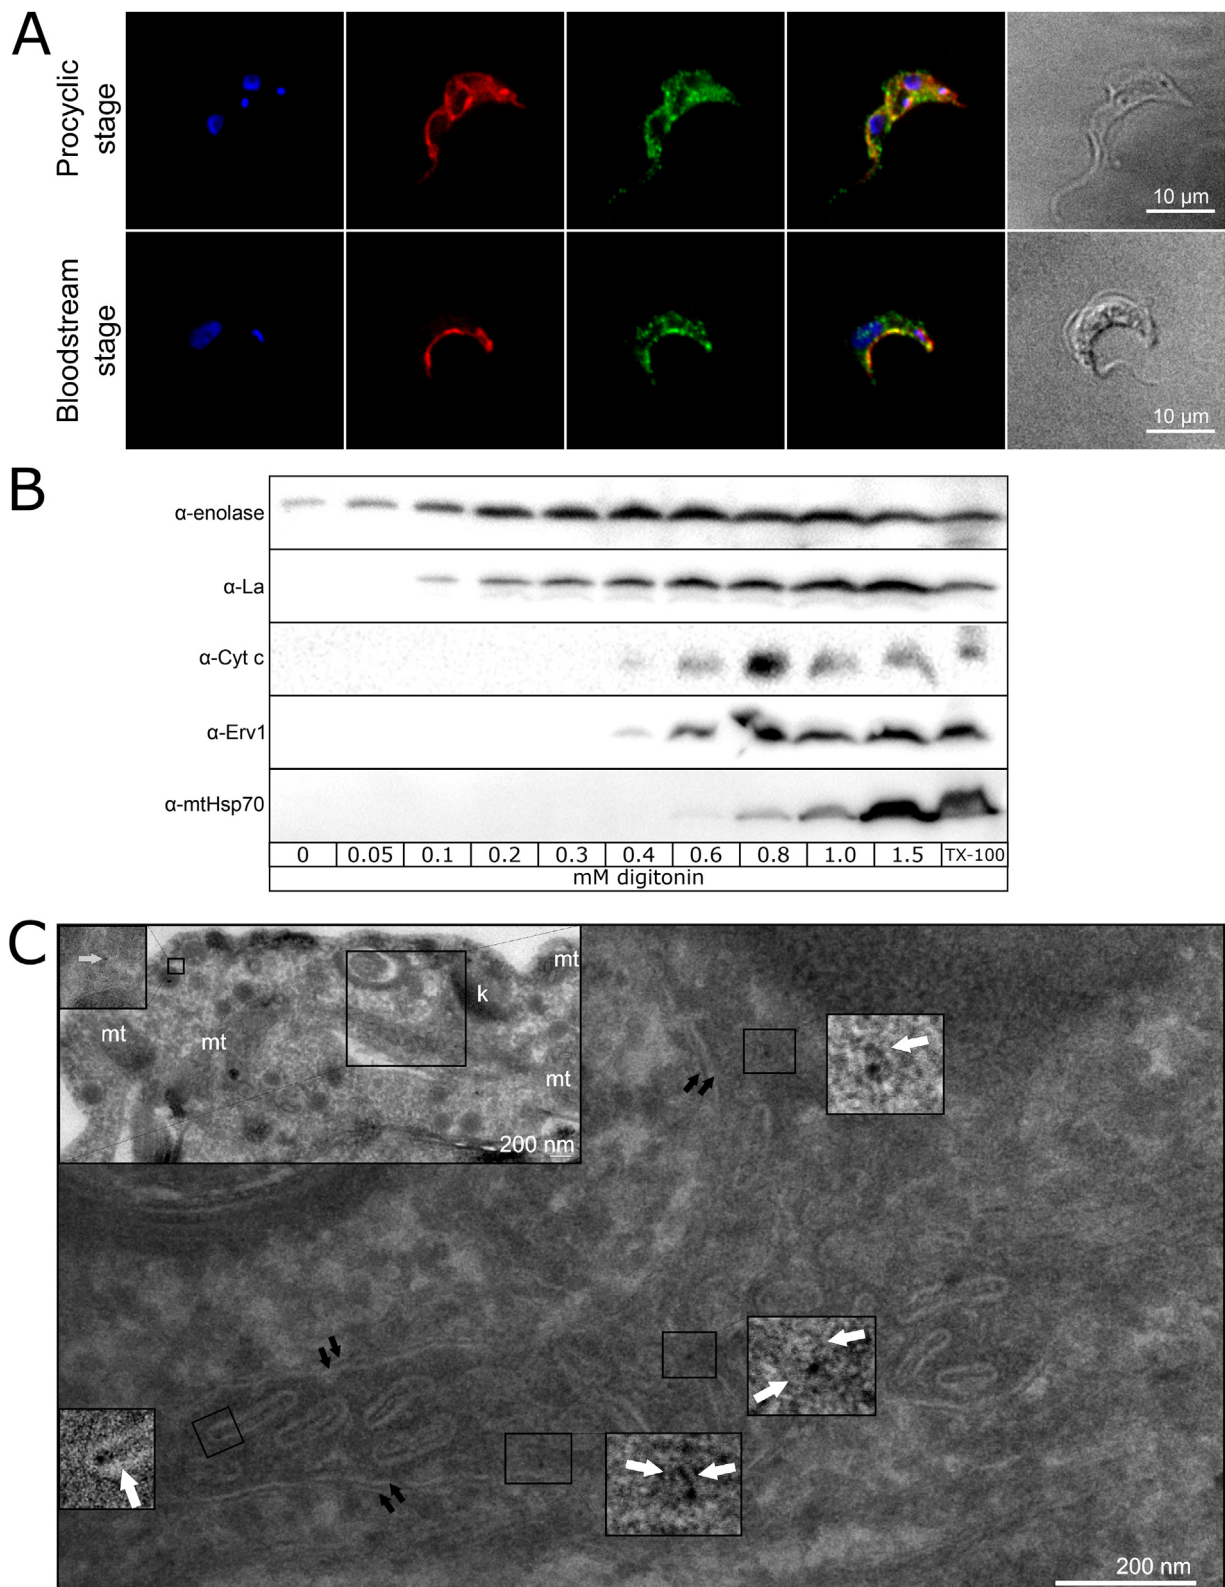 A
Procyclic
stage
10 µm
Bloodstream
stage
10 µm
B
α-enolase
α-La
α-Cyt c
α-Erv1
α-mtHsp70
0 0.05 0.1 0.2 0.3 0.4 0.6 0.8 1.0 1.5 TX-100
mM digitonin
C
mt
k
mt
mt
mt
200 nm
200 nm